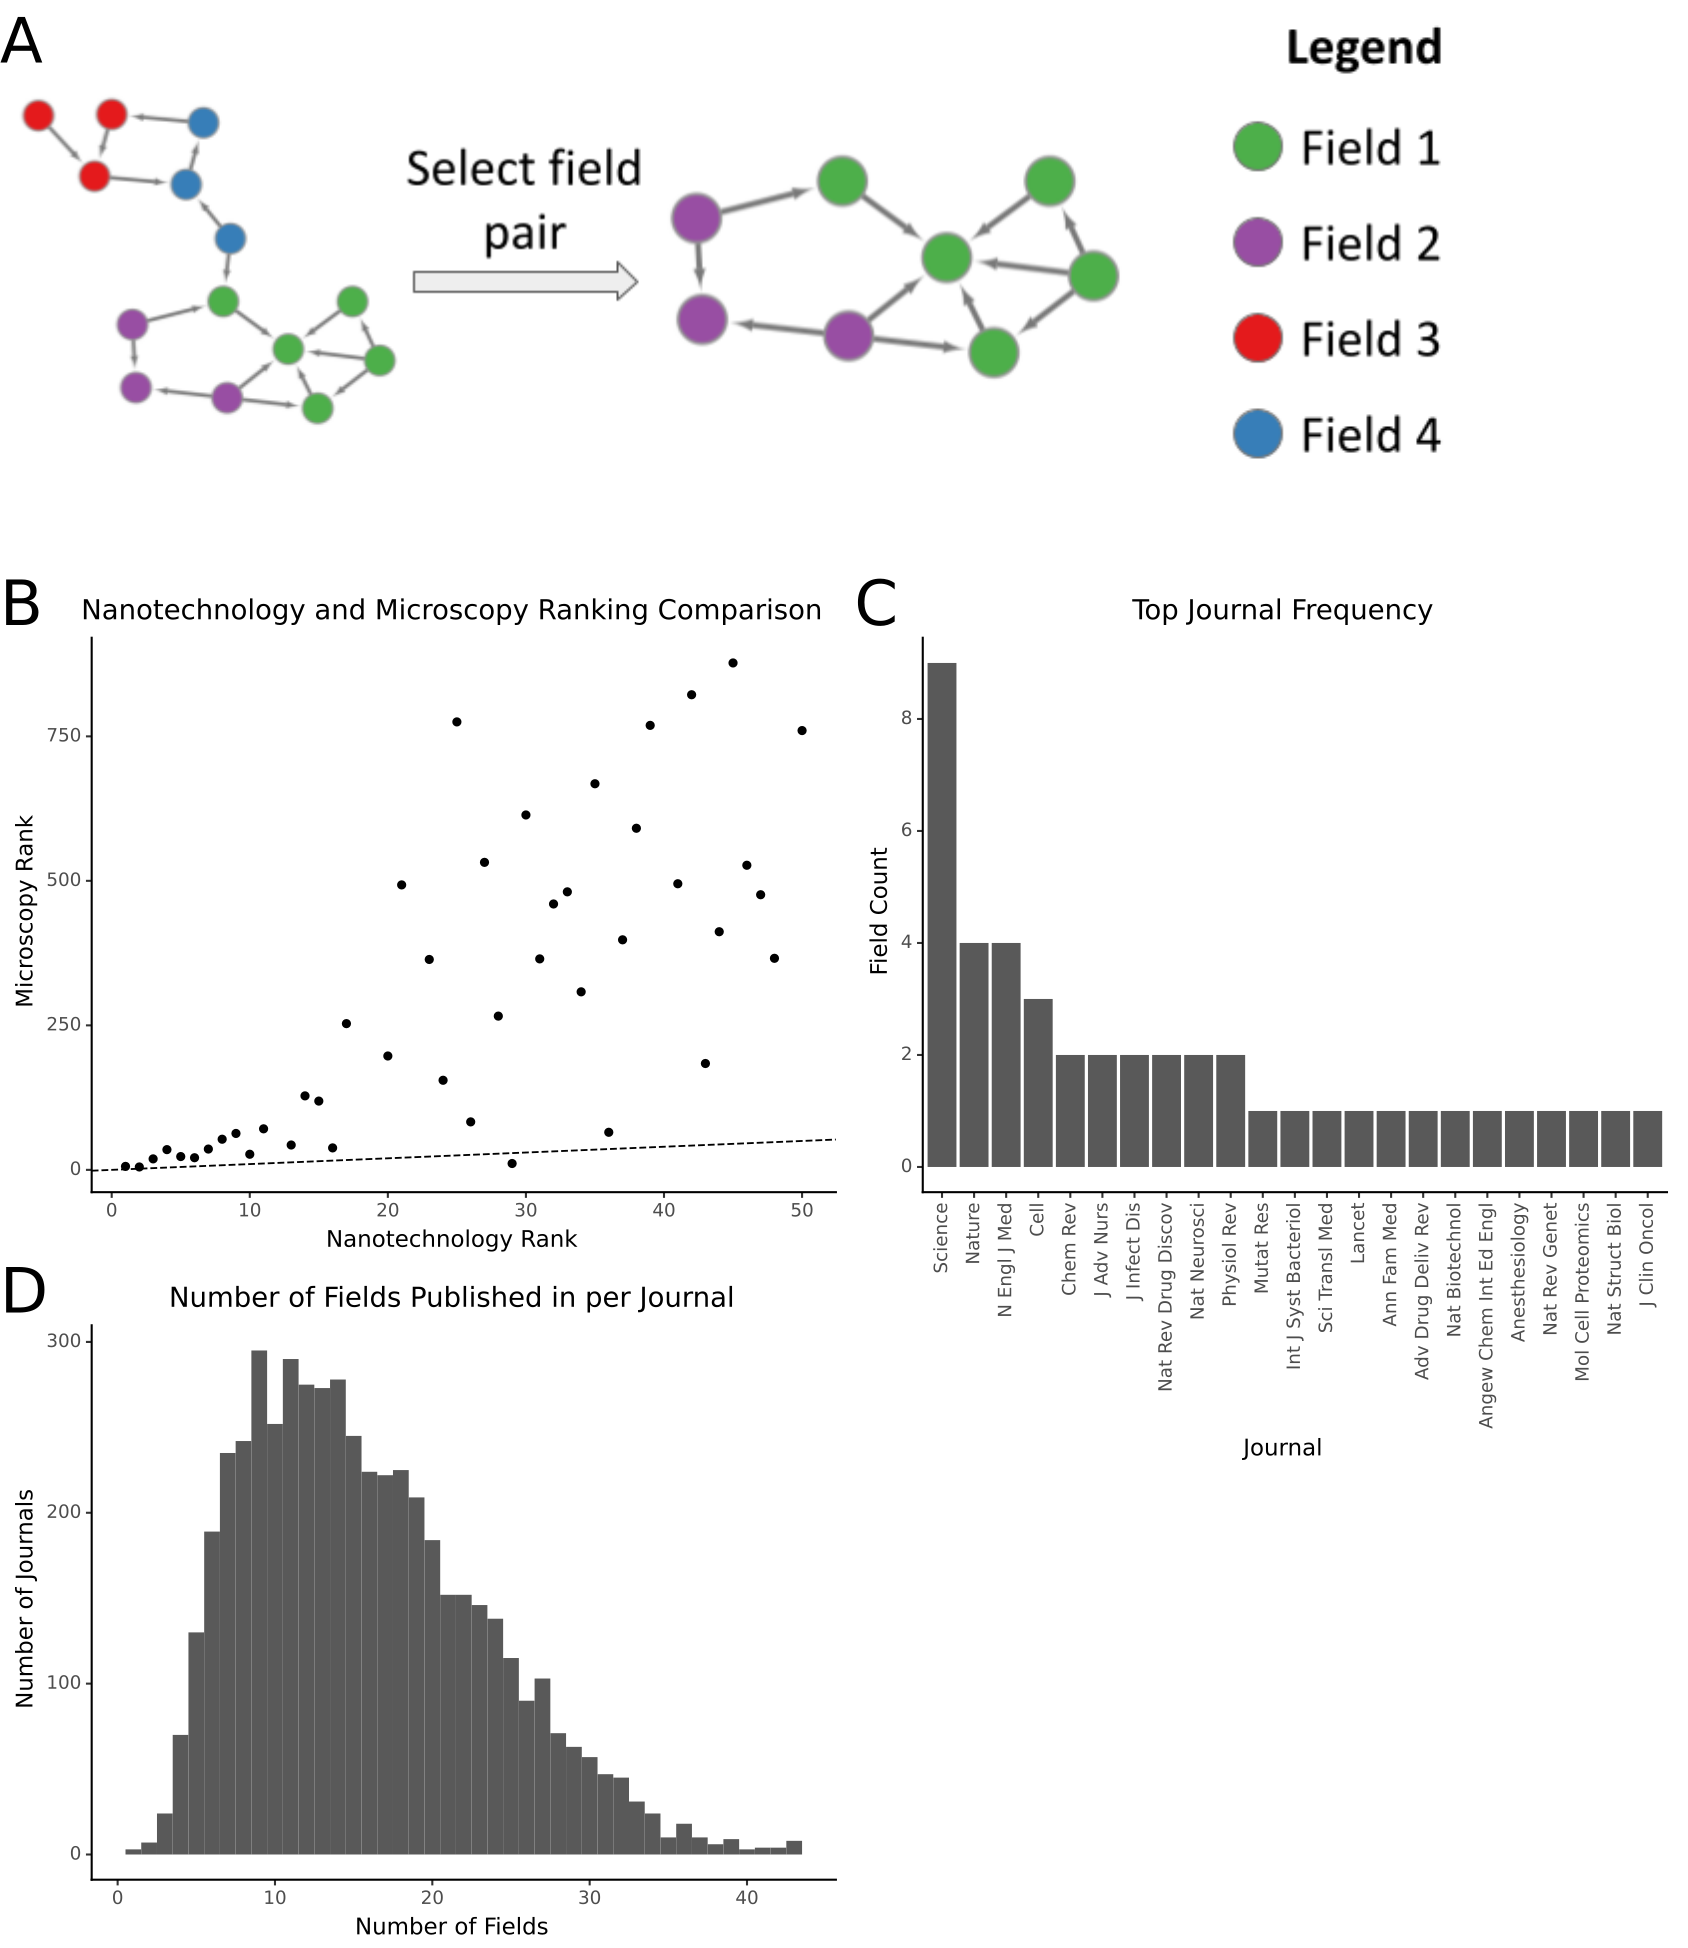 A
Select field
pair
Legend
Field 1
Field 2
Field 3
Field 4
B
Nanotechnology and Microscopy Ranking Comparison
Microscopy Rank
750
500
250
0
0 10 20 30 40 50
Nanotechnology Rank
C
Top Journal Frequency
Field Count
8
6
4
2
0
Science
Nature
N Engl J Med
Cell
Chem Rev
J Adv Nurs
J Infect Dis
Nat Rev Drug Discov
Nat Neurosci
Physiol Rev
Mutat Res
Int J Syst Bacteriol
Sci Transl Med
Lancet
Ann Fam Med
Adv Drug Deliv Rev
Nat Biotechnol
Angew Chem Int Ed Engl
Anesthesiology
Nat Rev Genet
Mol Cell Proteomics
Nat Struct Biol
J Clin Oncol
Journal
D
Number of Fields Published in per Journal
Number of Journals
300
200
100
0
0 10 20 30 40
Number of Fields